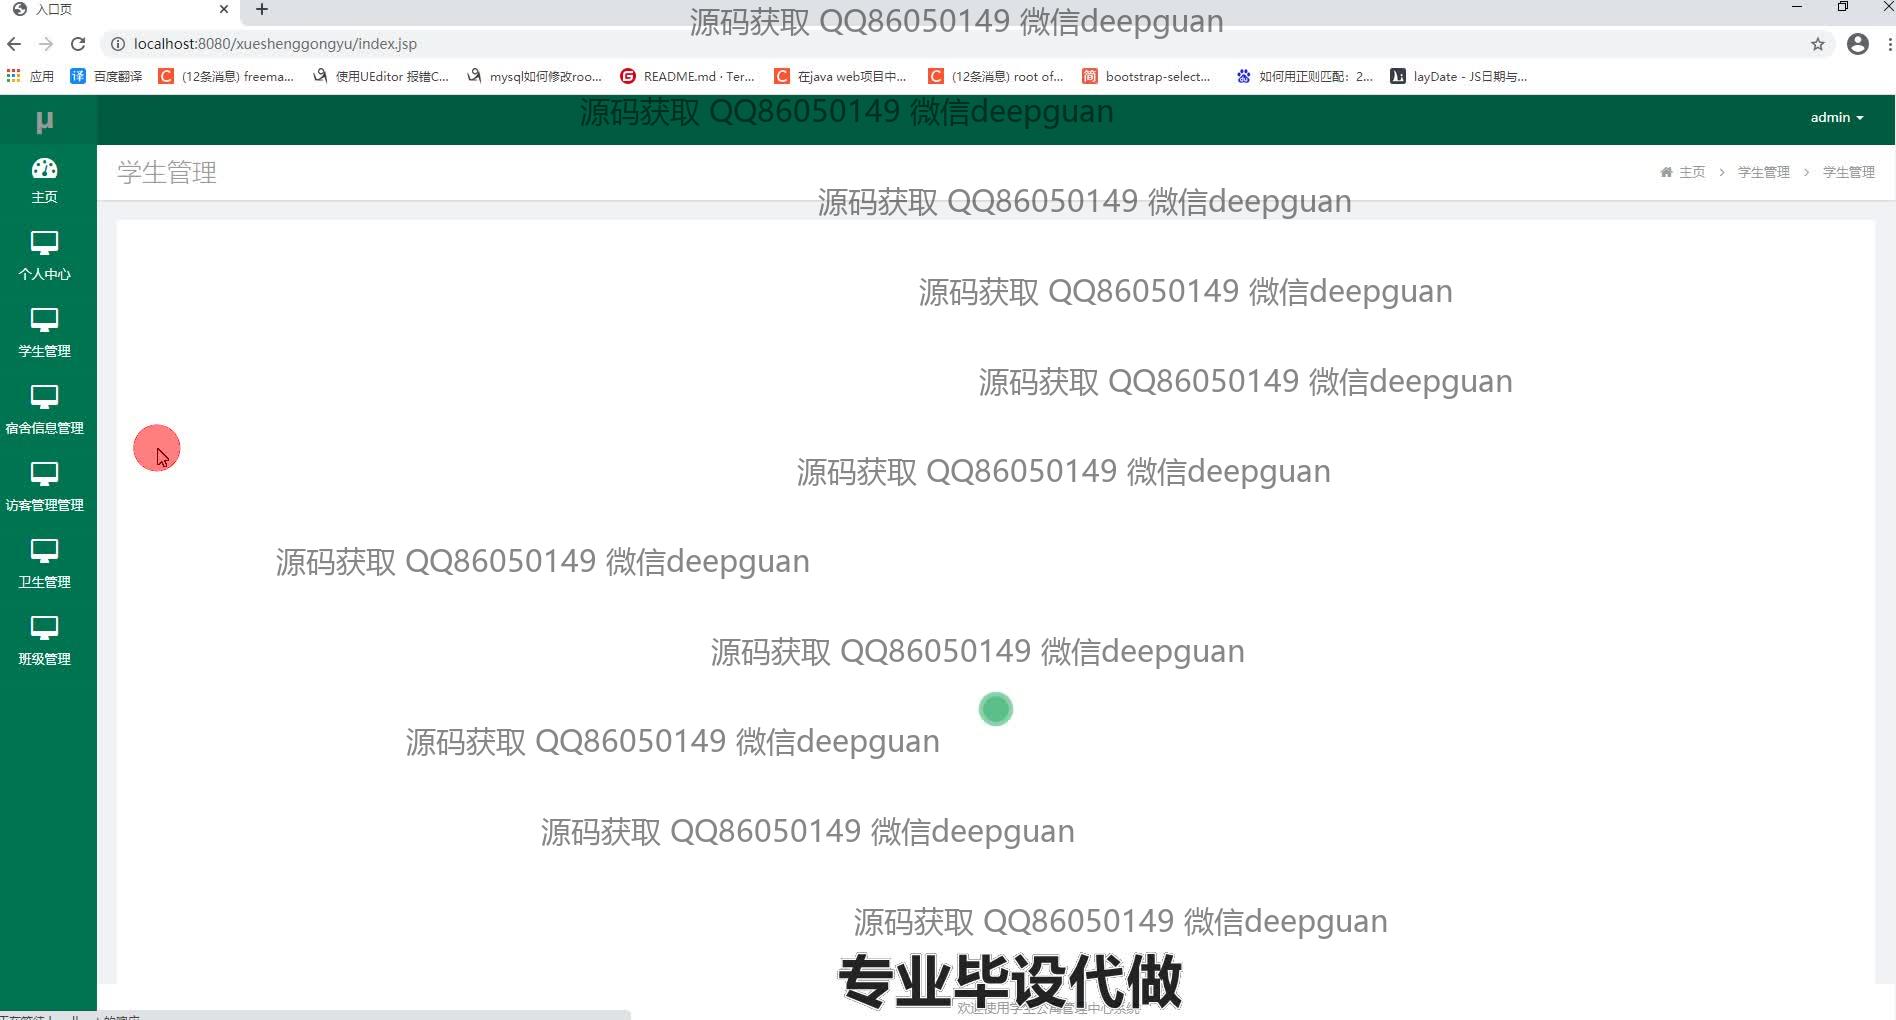 入口页
源码获取 QQ86050149 微信deepguan
localhost:8080/xueshenggongyu/index.jsp
应用
百度翻译
(12条消息) freema...
使用UEditor 报错C...
mysql如何修改roo...
README.md · Ter...
在java web项目中...
(12条消息) root of...
bootstrap-select...
如何用正则匹配：2...
layDate - JS日期与...
源码获取 QQ86050149 微信deepguan
μ
admin
学生管理
主页 > 学生管理 > 学生管理
主页
源码获取 QQ86050149 微信deepguan
个人中心
源码获取 QQ86050149 微信deepguan
学生管理
源码获取 QQ86050149 微信deepguan
宿舍信息管理
源码获取 QQ86050149 微信deepguan
访客管理管理
源码获取 QQ86050149 微信deepguan
卫生管理
源码获取 QQ86050149 微信deepguan
班级管理
源码获取 QQ86050149 微信deepguan
源码获取 QQ86050149 微信deepguan
源码获取 QQ86050149 微信deepguan
专业毕设代做
欢迎使用学生公寓管理中心系统